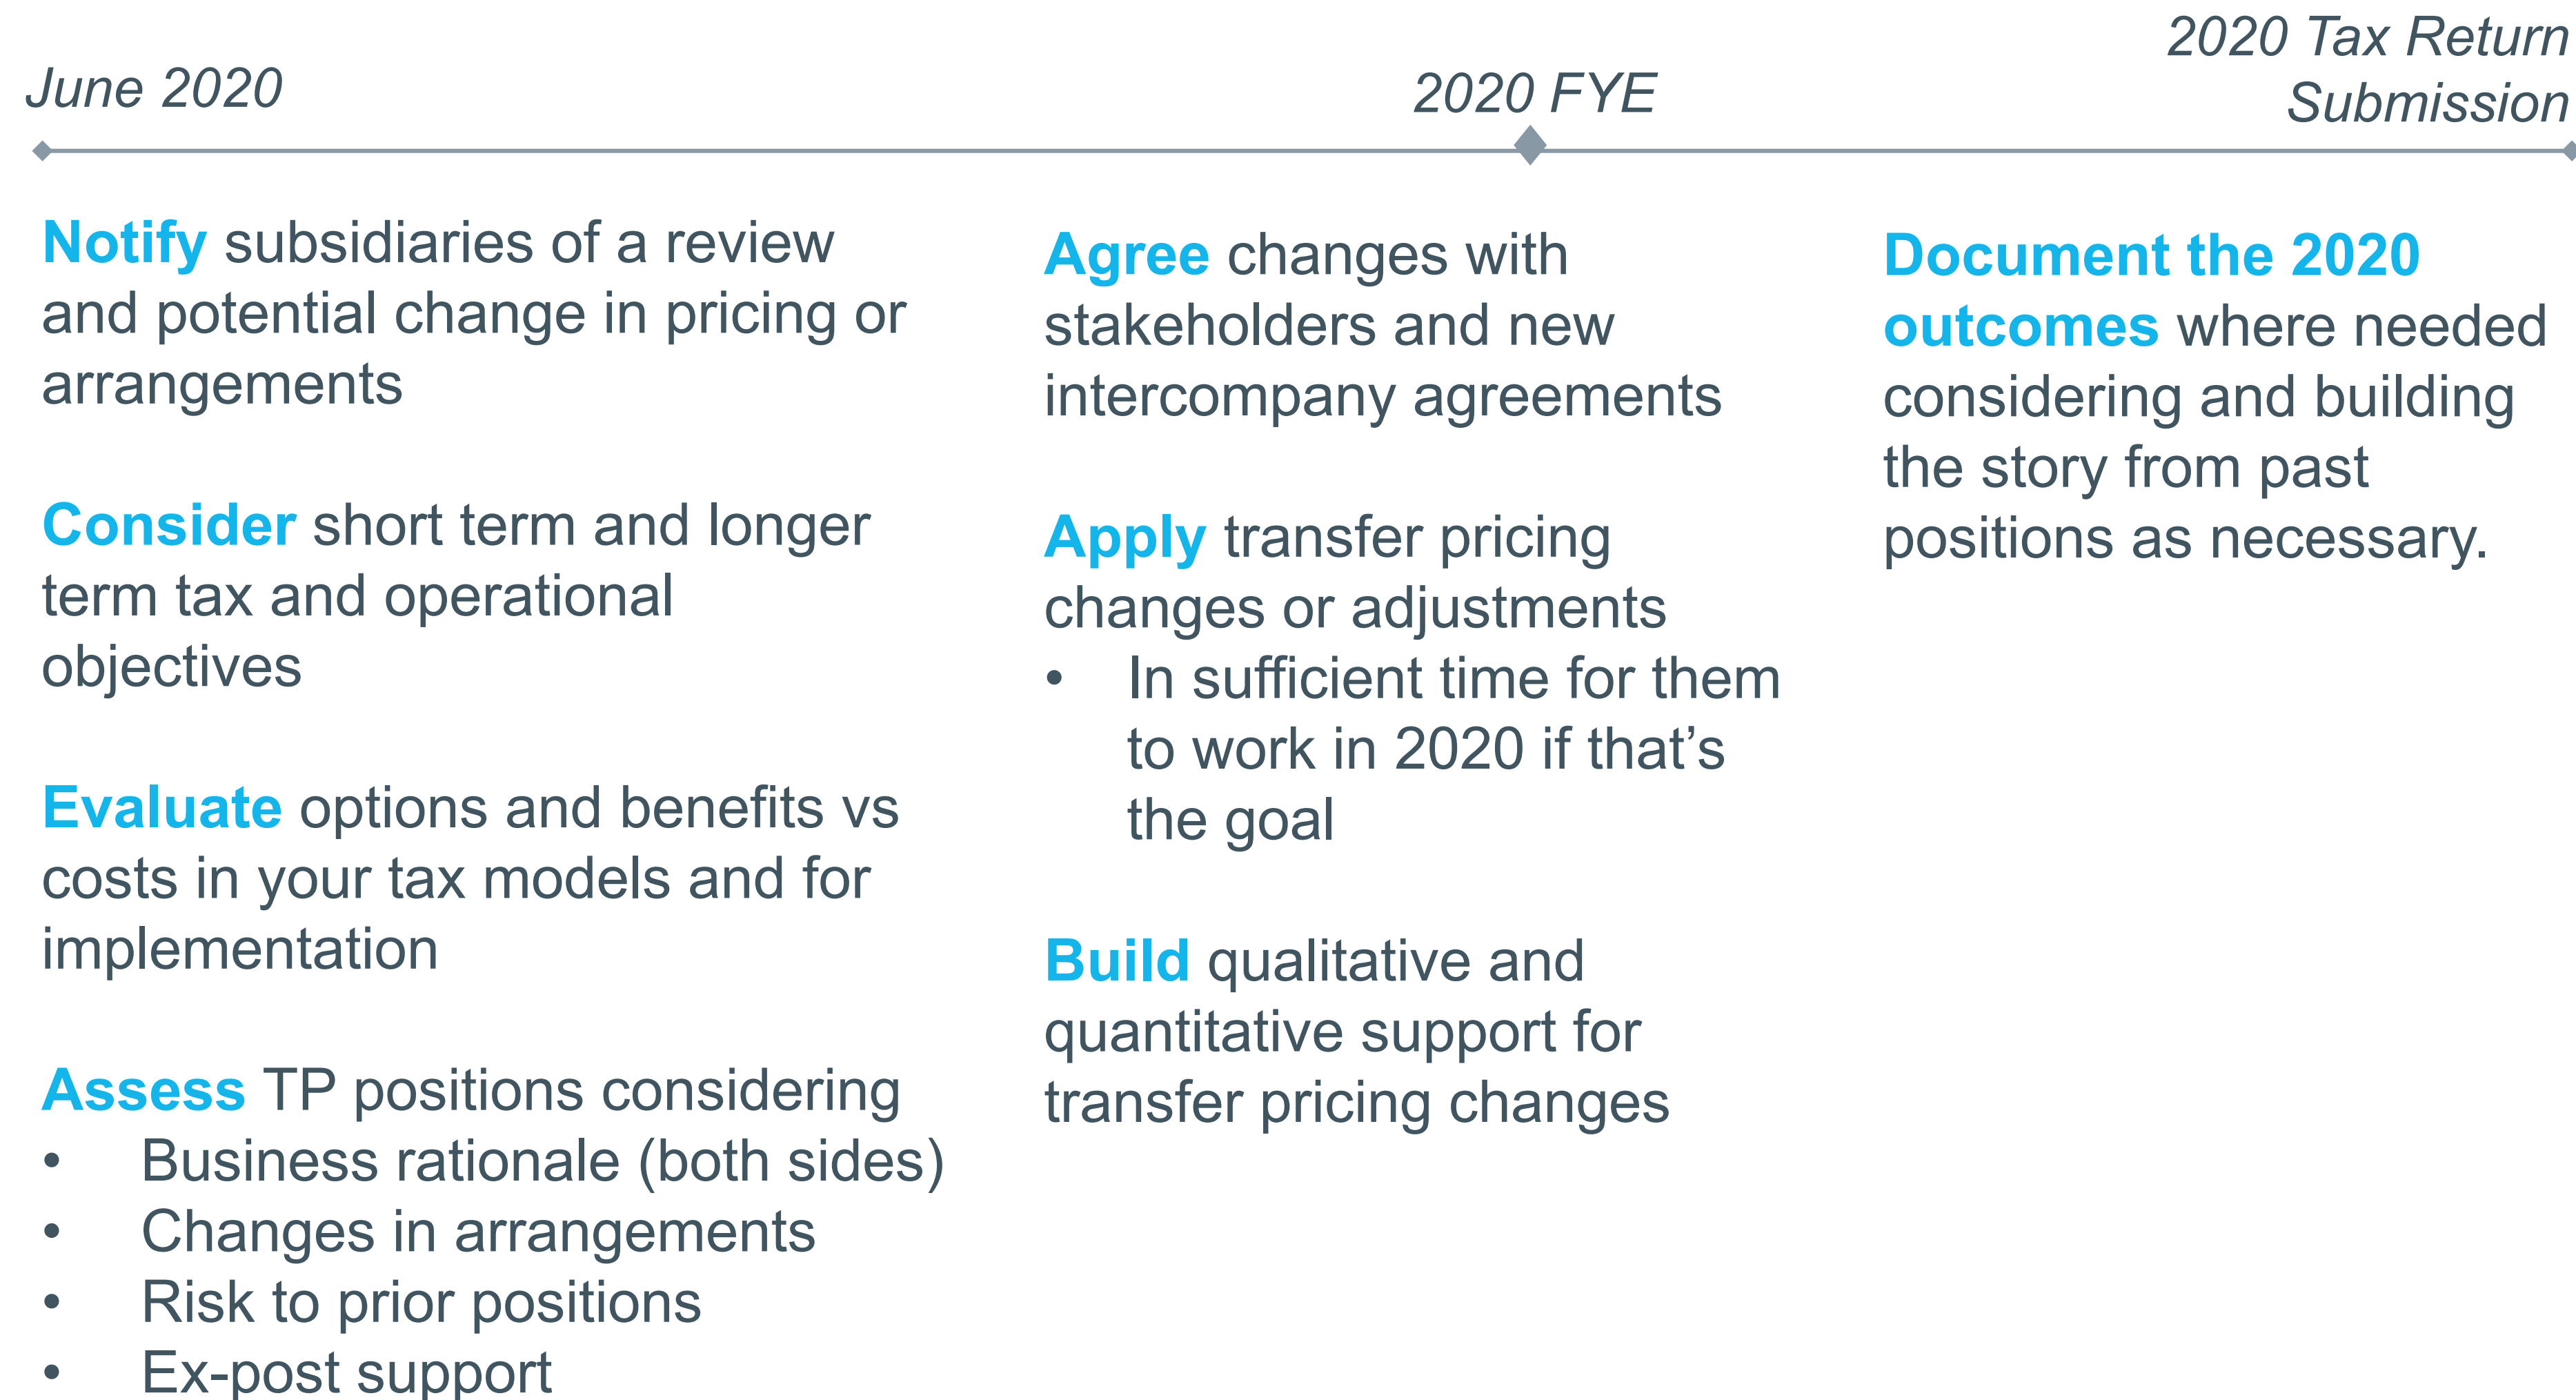 June 2020
2020 FYE
2020 Tax Return
Submission
Notify subsidiaries of a review
and potential change in pricing or
arrangements
Consider short term and longer
term tax and operational
objectives
Evaluate options and benefits vs
costs in your tax models and for
implementation
Assess TP positions considering
• Business rationale (both sides)
• Changes in arrangements
• Risk to prior positions
• Ex-post support
Agree changes with
stakeholders and new
intercompany agreements
Apply transfer pricing
changes or adjustments
• In sufficient time for them
to work in 2020 if that’s
the goal
Build qualitative and
quantitative support for
transfer pricing changes
Document the 2020
outcomes where needed
considering and building
the story from past
positions as necessary.